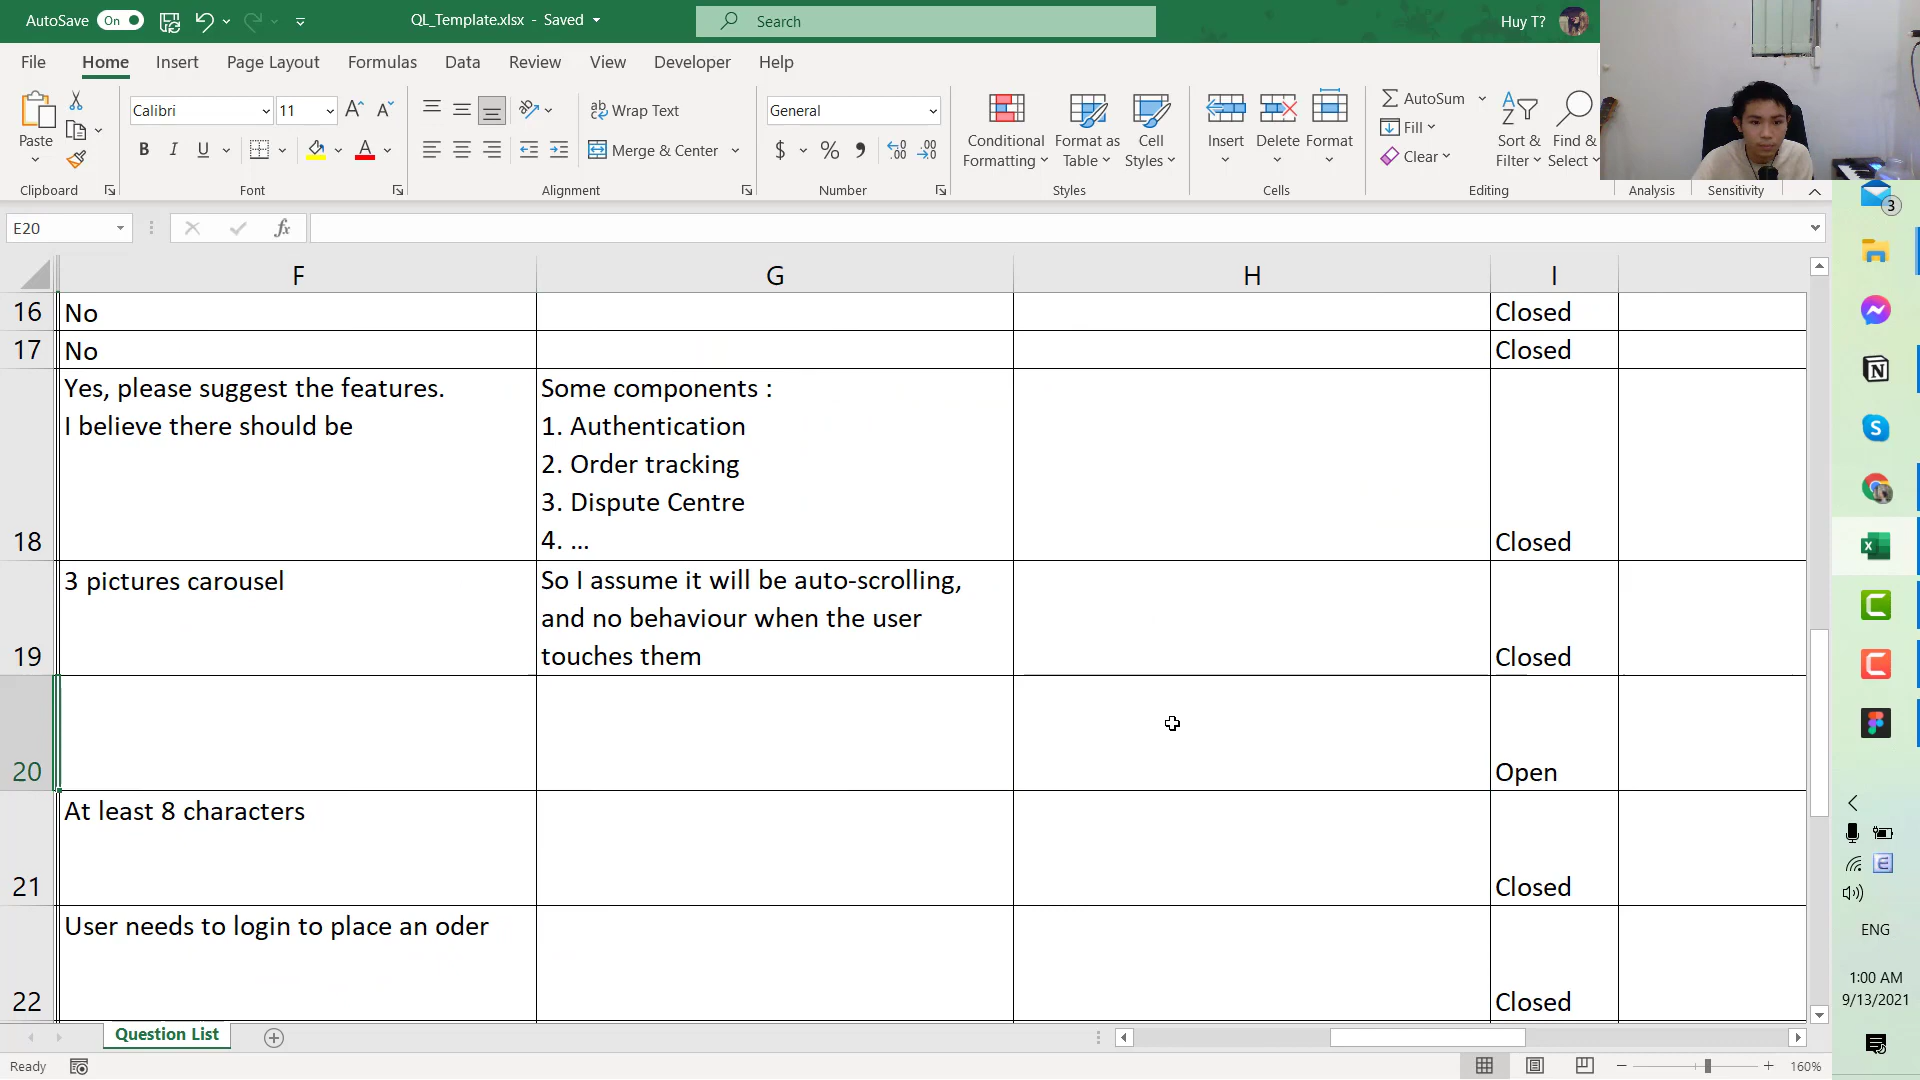 AutoSave On QL_Template.xlsx - Saved Search Huy T?
File Home Insert Page Layout Formulas Data Review View Developer Help
Paste Calibri 11 Wrap Text General AutoSum
Merge & Center Conditional Formatting Format as Table Cell Styles Insert Delete Format Fill Clear Sort & Filter Find & Select
Clipboard Font Alignment Number Styles Cells Editing Analysis Sensitivity
E20 fx
3
F G H I
16 No Closed
17 No Closed
Yes, please suggest the features. Some components :
I believe there should be 1. Authentication
2. Order tracking
3. Dispute Centre
18 4. ... Closed
3 pictures carousel So I assume it will be auto-scrolling,
and no behaviour when the user
19 touches them Closed
20 Open
At least 8 characters
21 Closed
User needs to login to place an oder
22 Closed
ENG
1:00 AM
9/13/2021
Question List
Ready 160%